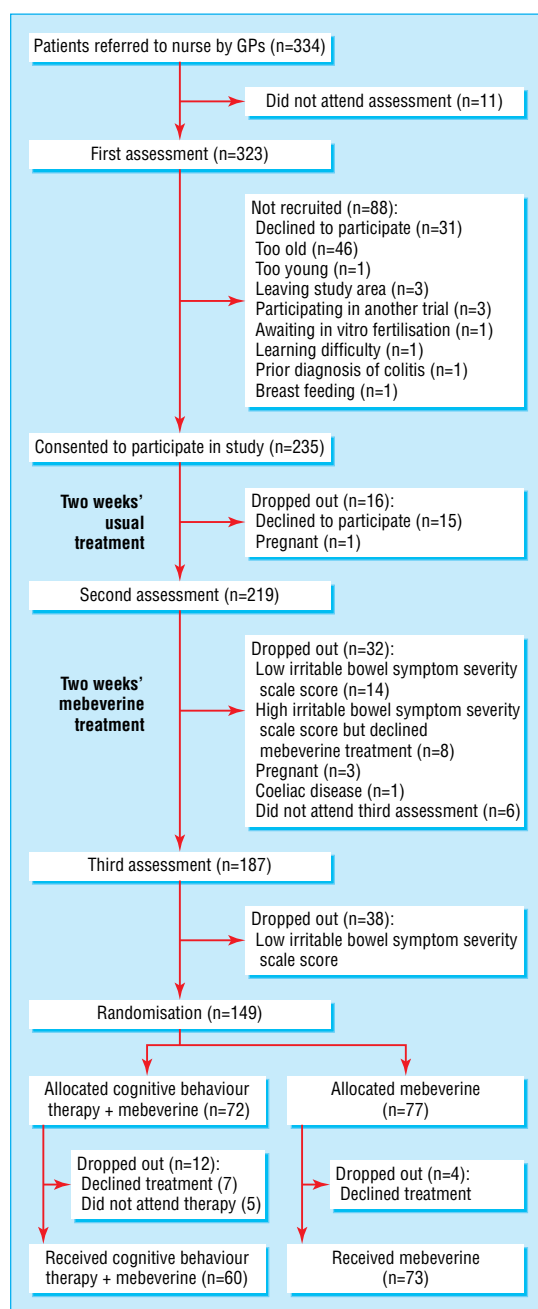 Patients referred to nurse by GPs (n=334)
Did not attend assessment (n=11)
First assessment (n=323)
Not recruited (n=88):
Declined to participate (n=31)
Too old (n=46)
Too young (n=1)
Leaving study area (n=3)
Participating in another trial (n=3)
Awaiting in vitro fertilisation (n=1)
Learning difficulty (n=1)
Prior diagnosis of colitis (n=1)
Breast feeding (n=1)
Consented to participate in study (n=235)
Two weeks'
usual
treatment
Dropped out (n=16):
Declined to participate (n=15)
Pregnant (n=1)
Second assessment (n=219)
Two weeks'
mebeverine
treatment
Dropped out (n=32):
Low irritable bowel symptom severity
scale score (n=14)
High irritable bowel symptom severity
scale score but declined
mebeverine treatment (n=8)
Pregnant (n=3)
Coeliac disease (n=1)
Did not attend third assessment (n=6)
Third assessment (n=187)
Dropped out (n=38):
Low irritable bowel symptom severity
scale score
Randomisation (n=149)
Allocated cognitive behaviour
therapy + mebeverine (n=72)
Allocated mebeverine
(n=77)
Dropped out (n=12):
Declined treatment (7)
Did not attend therapy (5)
Dropped out (n=4):
Declined treatment
Received cognitive behaviour
therapy + mebeverine (n=60)
Received mebeverine
(n=73)